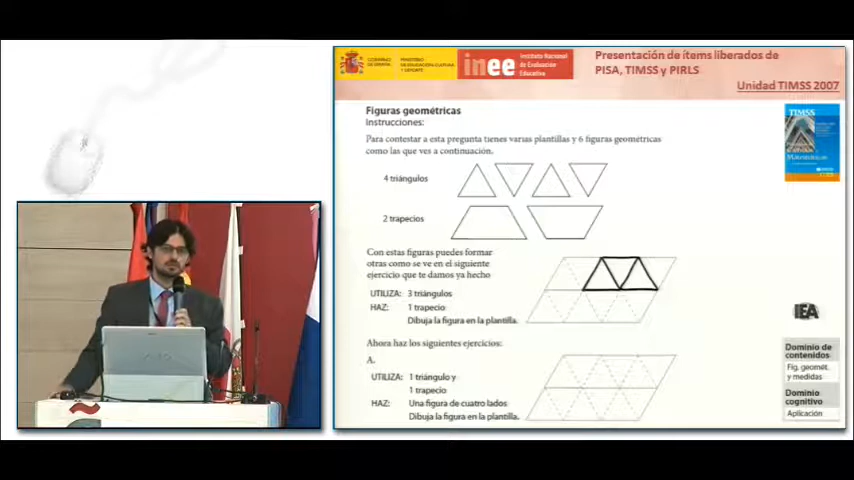 GOBIERNO DE ESPAÑA
MINISTERIO DE EDUCACIÓN, CULTURA Y DEPORTE
inee
Instituto Nacional de Evaluación Educativa
Presentación de ítems liberados de
PISA, TIMSS y PIRLS
Unidad TIMSS 2007
Figuras geométricas
Instrucciones:
Para contestar a esta pregunta tienes varias plantillas y 6 figuras geométricas
como las que ves a continuación.
4 triángulos
2 trapecios
Con estas figuras puedes formar
otras como se ve en el siguiente
ejercicio que te damos ya hecho
UTILIZA: 3 triángulos
HAZ: 1 trapecio
Dibuja la figura en la plantilla.
Ahora haz los siguientes ejercicios:
A.
UTILIZA: 1 triángulo y
1 trapecio
HAZ: Una figura de cuatro lados
Dibuja la figura en la plantilla.
TIMSS
IEA
Dominio de
contenidos
Fig. geomét.
y medidas
Dominio
cognitivo
Aplicación